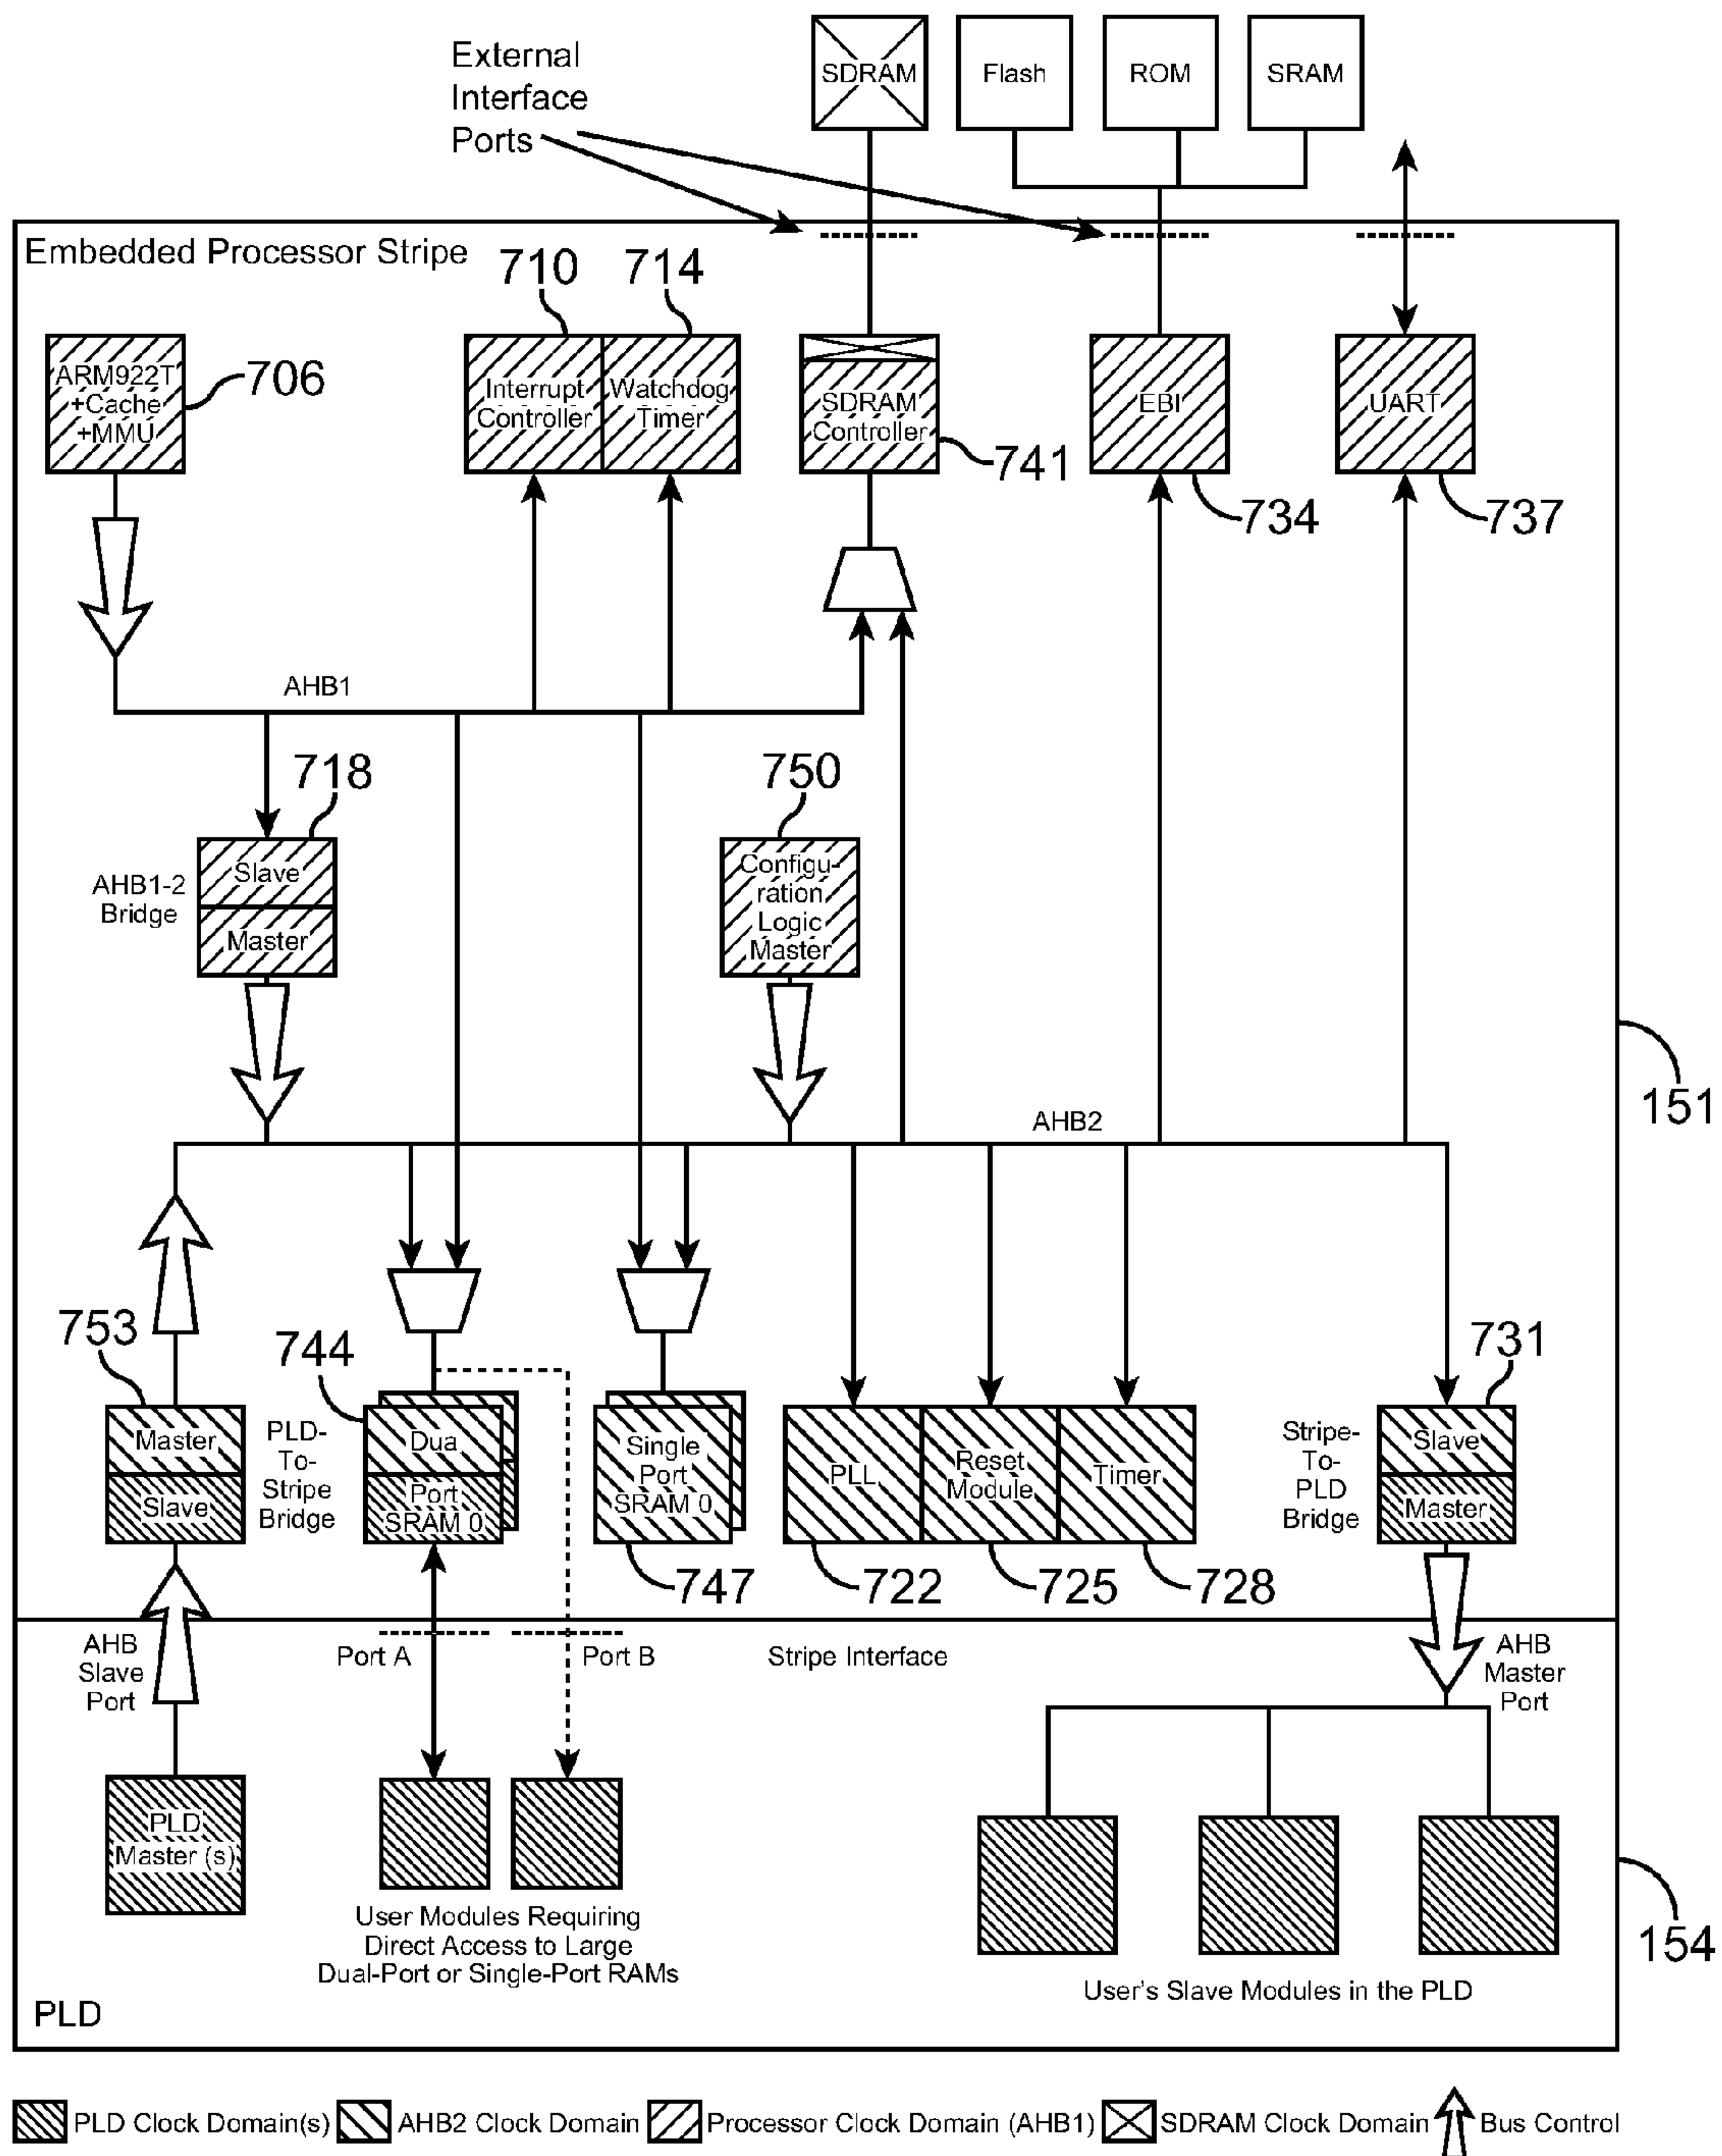 External
Interface
Ports
SDRAM
Flash
ROM
SRAM
Embedded Processor Stripe
710
714
ARM922T
+Cache
+MMU
706
Interrupt
Controller
Watchdog
Timer
SDRAM
Controller
741
EBI
734
UART
737
AHB1
718
750
AHB1-2
Bridge
Slave
Master
Configu-
ration
Logic
Master
151
AHB2
753
744
731
Master
Slave
PLD-
To-
Stripe
Bridge
Dua
Port
SRAM 0
Single
Port
SRAM 0
PLL
Reset
Module
Timer
Stripe-
To-
PLD
Bridge
Slave
Master
747
722
725
728
AHB
Slave
Port
Port A
Port B
Stripe Interface
AHB
Master
Port
PLD
Master (s)
User Modules Requiring
Direct Access to Large
Dual-Port or Single-Port RAMs
User's Slave Modules in the PLD
154
PLD
PLD Clock Domain(s)
AHB2 Clock Domain
Processor Clock Domain (AHB1)
SDRAM Clock Domain
Bus Control